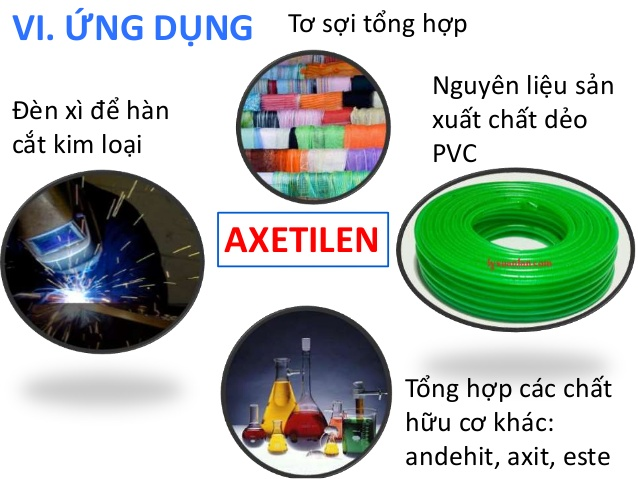 VI. ỨNG DỤNG
Tơ sợi tổng hợp
Nguyên liệu sản
xuất chất dẻo
PVC
Đèn xì để hàn
cắt kim loại
AXETILEN
Tổng hợp các chất
hữu cơ khác:
andehit, axit, este